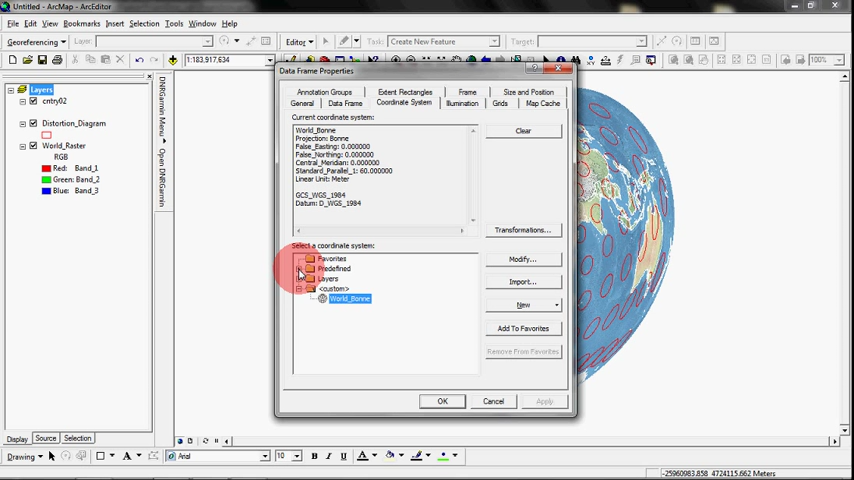 Untitled - ArcMap - ArcEditor
File Edit View Bookmarks Insert Selection Tools Window Help
Georeferencing Layer:
Editor Task: Create New Feature Target:
1:183,917,634
100%
Layers
cntry02
Distortion_Diagram
World_Raster
RGB
Red: Band_1
Green: Band_2
Blue: Band_3
DNRGarmin Menu
Open DNRGarmin
Data Frame Properties
Annotation Groups Extent Rectangles Frame Size and Position
General Data Frame Coordinate System Illumination Grids Map Cache
Current coordinate system:
World_Bonne
Projection: Bonne
False_Easting: 0.000000
False_Northing: 0.000000
Central_Meridian: 0.000000
Standard_Parallel_1: 60.000000
Linear Unit: Meter
GCS_WGS_1984
Datum: D_WGS_1984
Clear
Transformations...
Select a coordinate system:
Favorites
Predefined
Layers
<custom>
World_Bonne
Modify...
Import...
New
Add To Favorites
Remove From Favorites
OK Cancel Apply
Display Source Selection
Drawing Arial 10 B I U A
-25960983.858 4724115.662 Meters